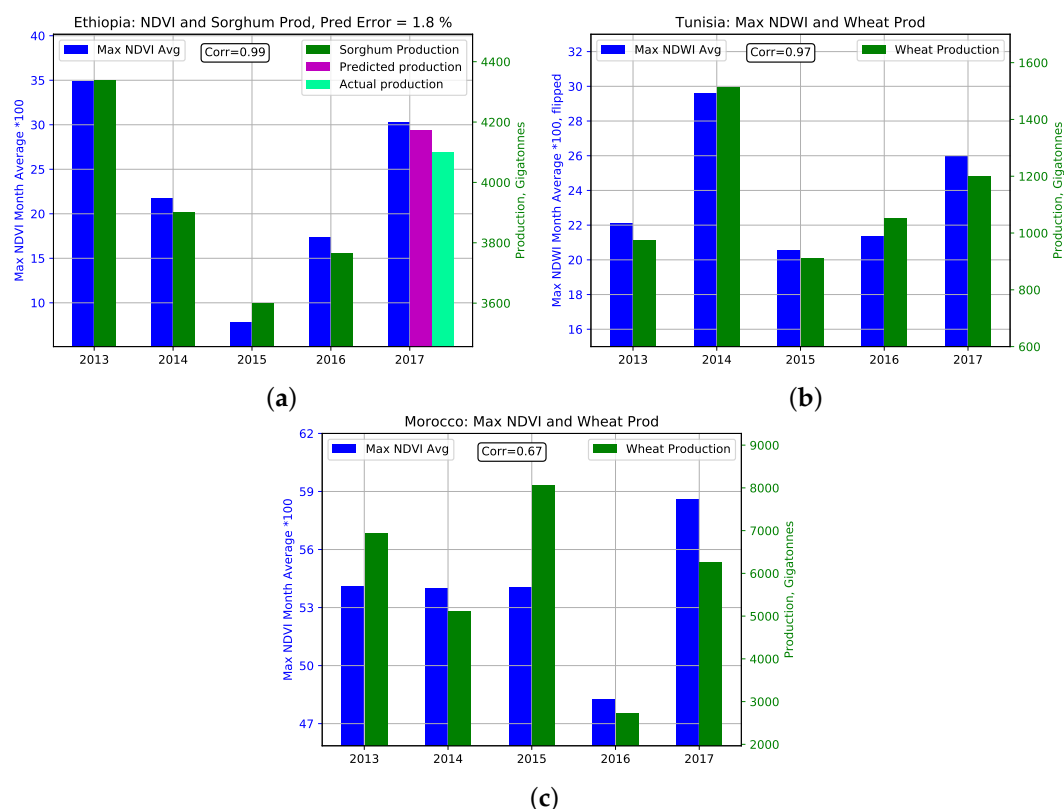 Ethiopia: NDVI and Sorghum Prod, Pred Error = 1.8 %
Max NDVI Month Average *100
40
35
30
25
20
15
10
Max NDVI Avg
Corr=0.99
Sorghum Production
Predicted production
Actual production
4400
4200
4000
3800
3600
Production, Gigatonnes
2013 2014 2015 2016 2017
(a)
Tunisia: Max NDWI and Wheat Prod
Max NDWI Month Average *100, flipped
32
30
28
26
24
22
20
18
16
Max NDWI Avg
Corr=0.97
Wheat Production
1600
1400
1200
1000
800
600
Production, Gigatonnes
2013 2014 2015 2016 2017
(b)
Morocco: Max NDVI and Wheat Prod
Max NDVI Month Average *100
62
59
56
53
50
47
Max NDVI Avg
Corr=0.67
Wheat Production
9000
8000
7000
6000
5000
4000
3000
2000
Production, Gigatonnes
2013 2014 2015 2016 2017
(c)